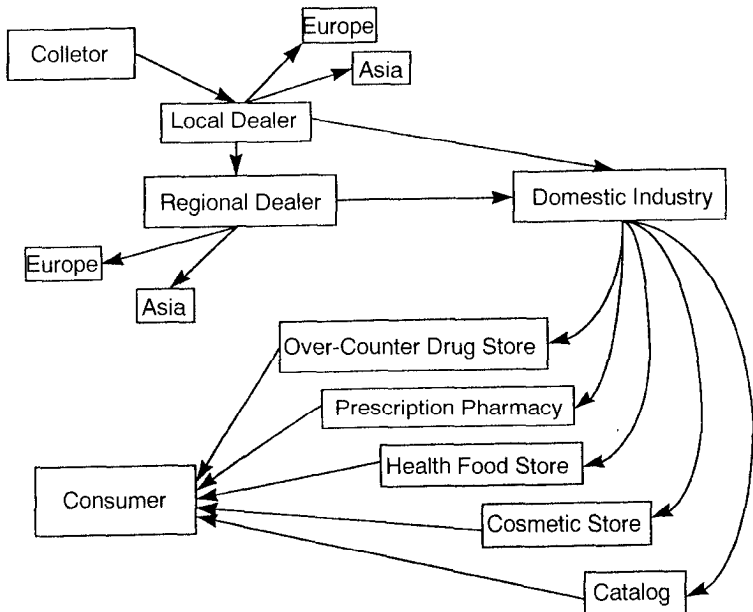 Europe
Colletor
Asia
Local Dealer
Regional Dealer
Domestic Industry
Europe
Asia
Over-Counter Drug Store
Prescription Pharmacy
Health Food Store
Consumer
Cosmetic Store
Catalog